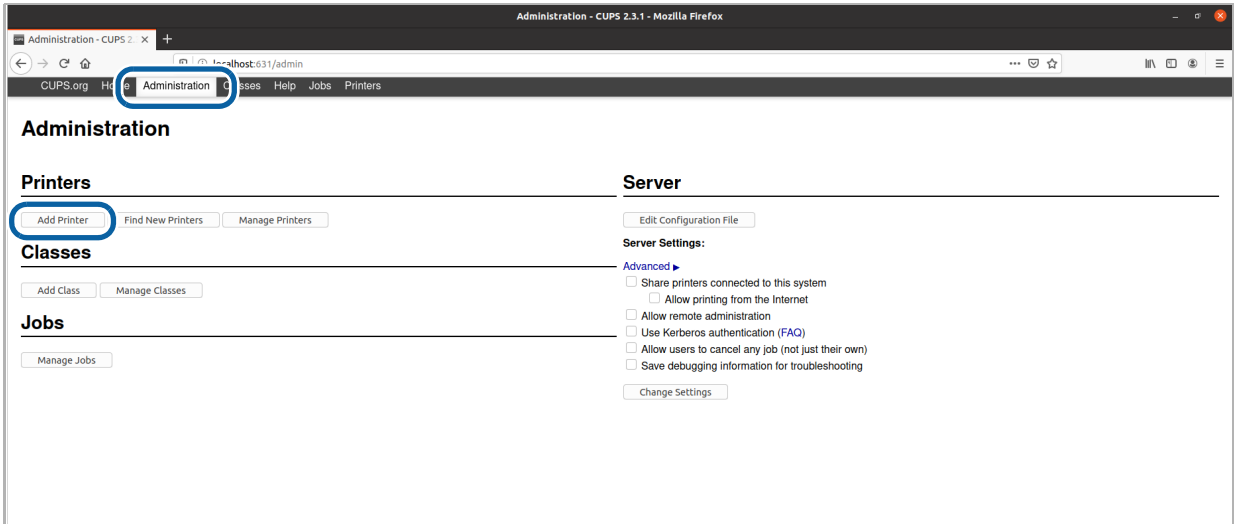 Administration - CUPS 2.3.1 - Mozilla Firefox
Administration - CUPS 2.
localhost:631/admin
CUPS.org Home Administration Classes Help Jobs Printers
Administration
Printers
Add Printer Find New Printers Manage Printers
Classes
Add Class Manage Classes
Jobs
Manage Jobs
Server
Edit Configuration File
Server Settings:
Advanced ▶
Share printers connected to this system
Allow printing from the Internet
Allow remote administration
Use Kerberos authentication (FAQ)
Allow users to cancel any job (not just their own)
Save debugging information for troubleshooting
Change Settings